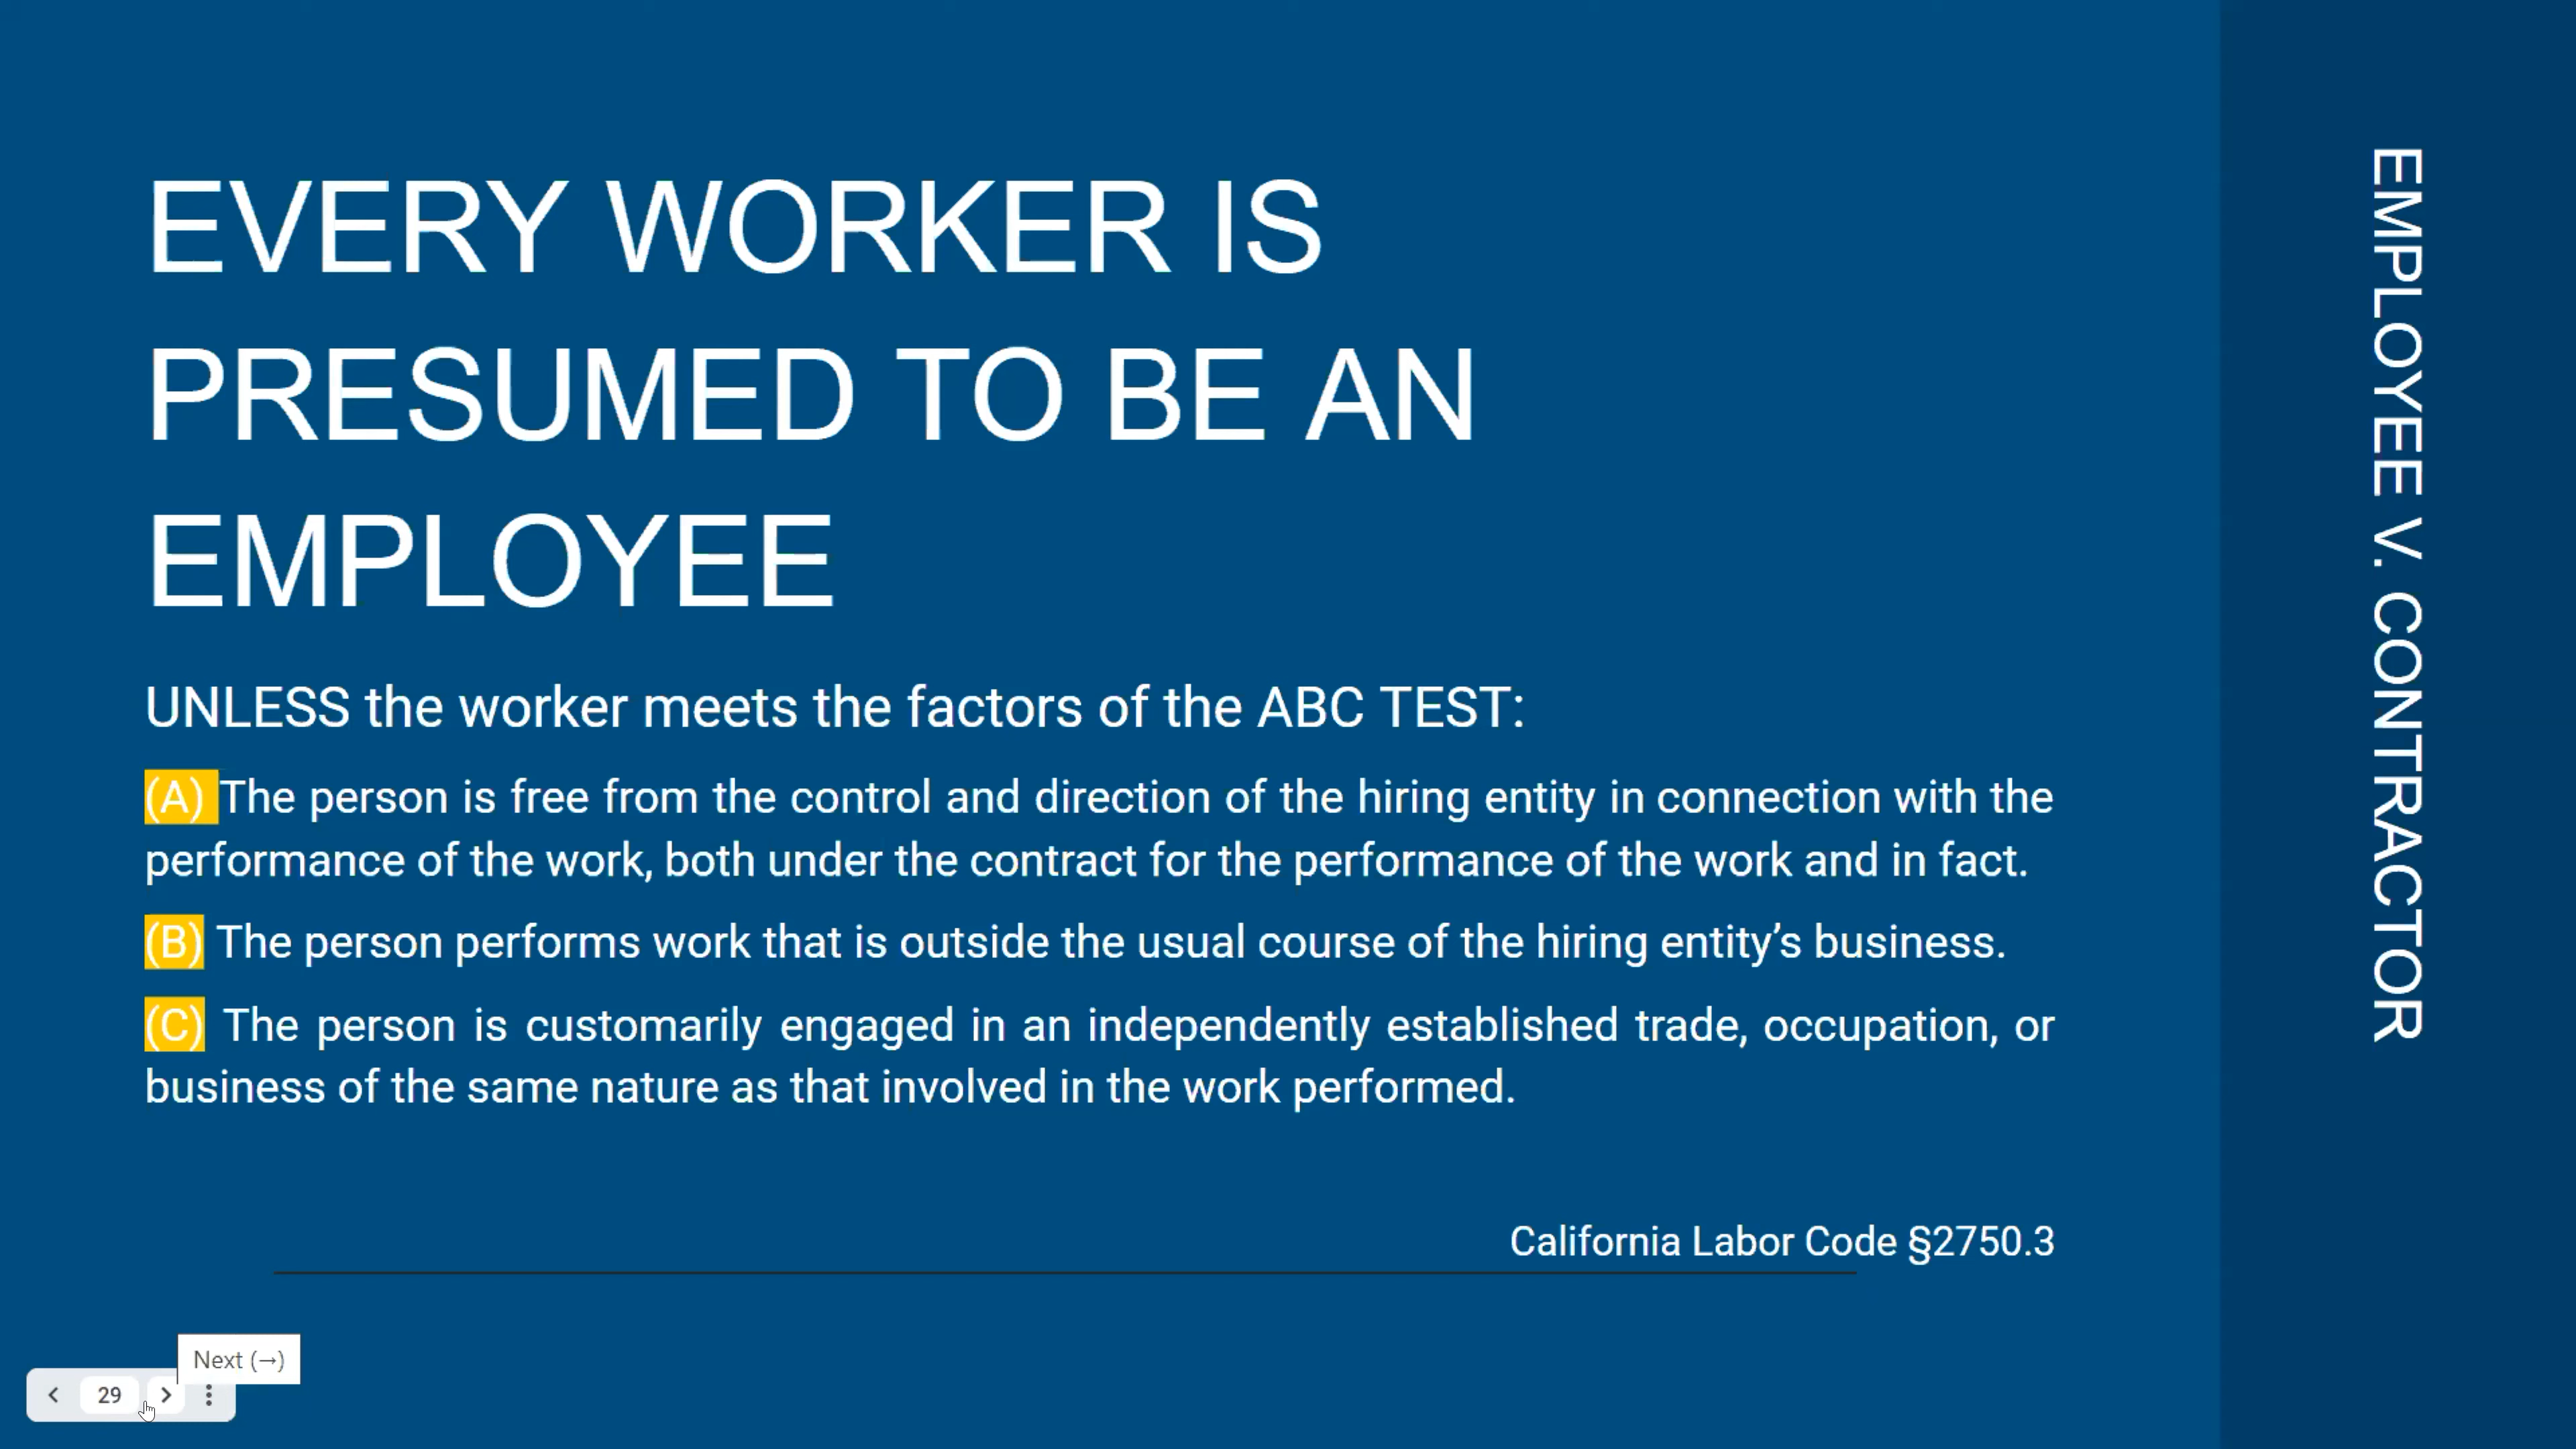 EVERY WORKER IS
PRESUMED TO BE AN
EMPLOYEE
UNLESS the worker meets the factors of the ABC TEST:
(A) The person is free from the control and direction of the hiring entity in connection with the
performance of the work, both under the contract for the performance of the work and in fact.
(B) The person performs work that is outside the usual course of the hiring entity’s business.
(C) The person is customarily engaged in an independently established trade, occupation, or
business of the same nature as that involved in the work performed.
California Labor Code §2750.3
EMPLOYEE V. CONTRACTOR
Next (→)
29